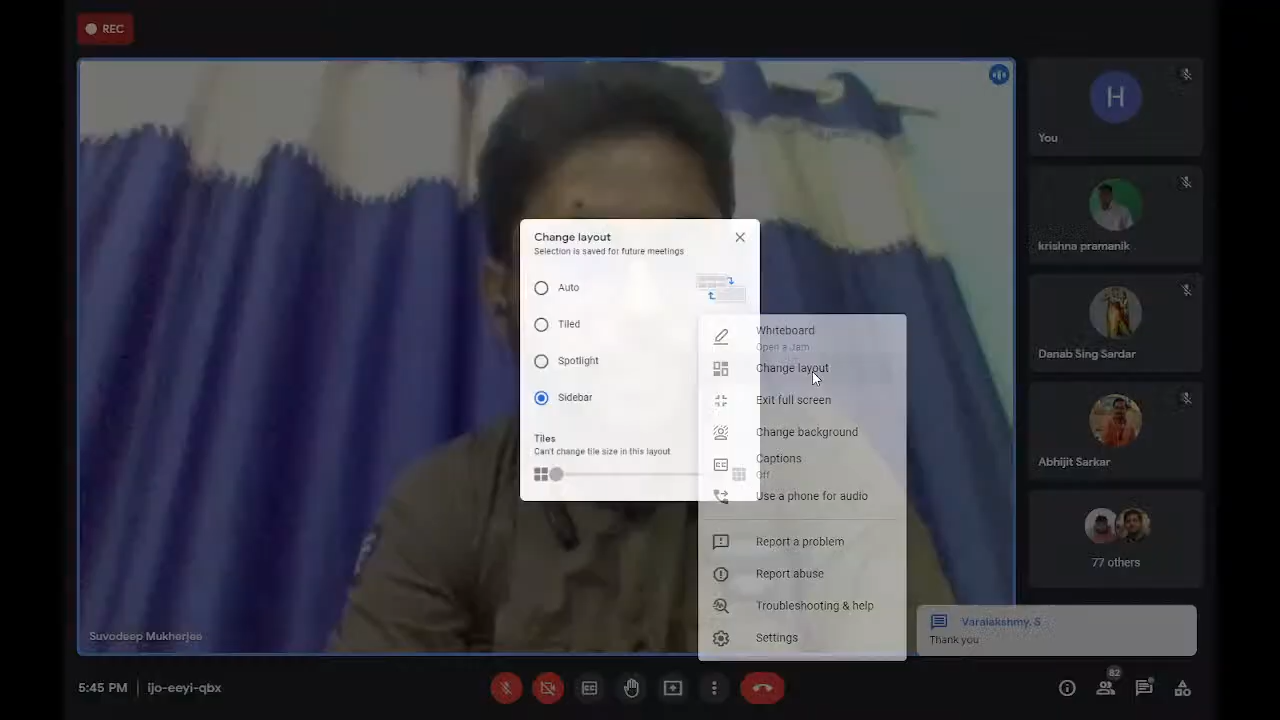 REC
H
You
krishna pramanik
Danab Sing Sardar
Abhijit Sarkar
77 others
Change layout
Selection is saved for future meetings
Auto
Tiled
Spotlight
Sidebar
Tiles
Can't change tile size in this layout
Whiteboard
Open a Jam
Change layout
Exit full screen
Change background
CC
Captions
Off
Use a phone for audio
Report a problem
Report abuse
Troubleshooting & help
Settings
Suvodeep Mukherjee
Varalakshmy. S
Thank you
5:45 PM | ijo-eeyi-qbx
CC
82